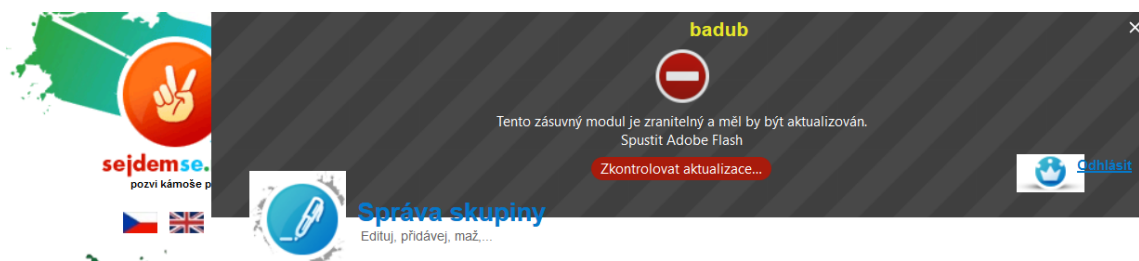 badub
Tento zásuvný modul je zranitelný a měl by být aktualizován.
Spustit Adobe Flash
Zkontrolovat aktualizace...
sejdemse.
pozvi kámoše p
Odhlásit
Správa skupiny
Edituj, přidávej, maž,...